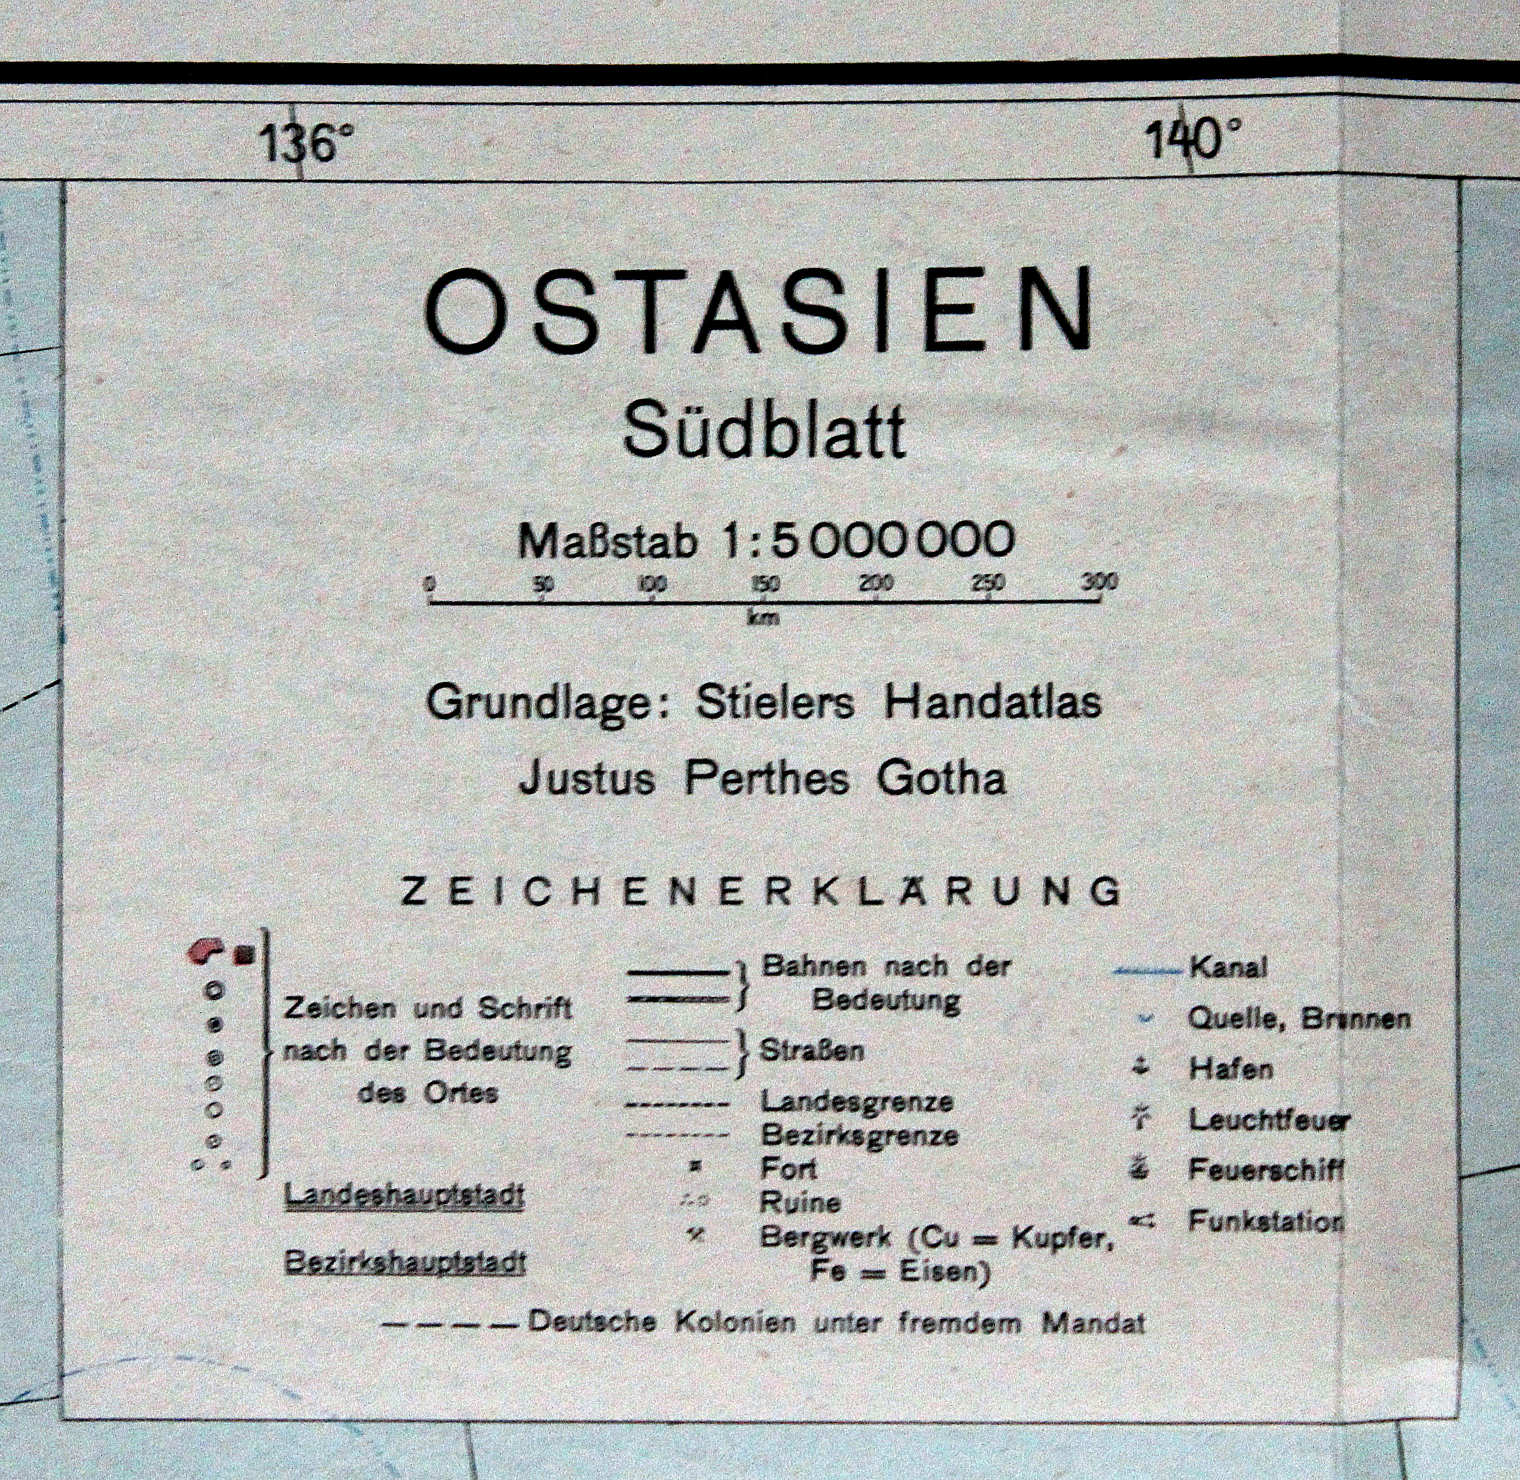 136° 140°
OSTASIEN
Südblatt
Maßstab 1:5000000
0 50 100 150 200 250 300
km
Grundlage: Stielers Handatlas
Justus Perthes Gotha
ZEICHENERKLÄRUNG
Zeichen und Schrift
nach der Bedeutung
des Ortes
Landeshauptstadt
Bezirkshauptstadt
Bahnen nach der
Bedeutung
Straßen
Landesgrenze
Bezirksgrenze
Fort
Ruine
Bergwerk (Cu = Kupfer,
Fe = Eisen)
Kanal
Quelle, Brunnen
Hafen
Leuchtfeuer
Feuerschiff
Funkstation
Deutsche Kolonien unter fremdem Mandat